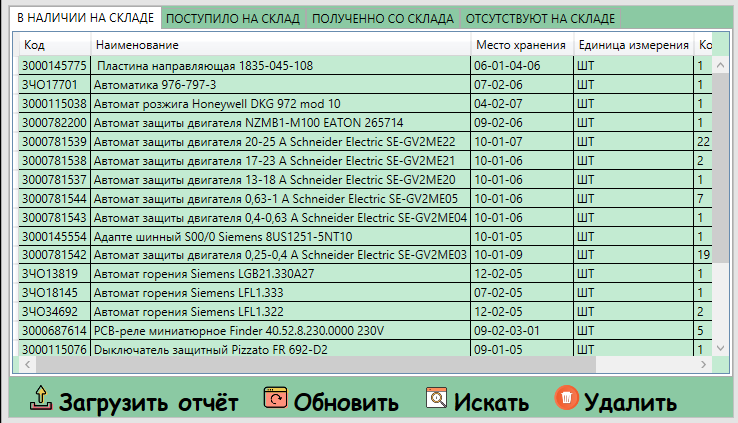 В НАЛИЧИИ НА СКЛАДЕ ПОСТУПИЛО НА СКЛАД ПОЛУЧЕННО СО СКЛАДА ОТСУТСТВУЮТ НА СКЛАДЕ
Код Наименование Место хранения Единица измерения Ко
3000145775 Пластина направляющая 1835-045-108 06-01-04-06 ШТ 1
ЗЧО17701 Автоматика 976-797-3 07-02-06 ШТ 1
3000115038 Автомат розжига Honeywell DKG 972 mod 10 04-02-07 ШТ 1
3000782200 Автомат защиты двигателя NZMB1-M100 EATON 265714 09-02-06 ШТ 1
3000781539 Автомат защиты двигателя 20-25 А Schneider Electric SE-GV2ME22 10-01-07 ШТ 22
3000781538 Автомат защиты двигателя 17-23 А Schneider Electric SE-GV2ME21 10-01-06 ШТ 2
3000781537 Автомат защиты двигателя 13-18 А Schneider Electric SE-GV2ME20 10-01-06 ШТ 1
3000781544 Автомат защиты двигателя 0,63-1 А Schneider Electric SE-GV2ME05 10-01-06 ШТ 7
3000781543 Автомат защиты двигателя 0,4-0,63 А Schneider Electric SE-GV2ME04 10-01-06 ШТ 1
3000145554 Адапте шинный S00/0 Siemens 8US1251-5NT10 10-01-05 ШТ 1
3000781542 Автомат защиты двигателя 0,25-0,4 А Schneider Electric SE-GV2ME03 10-01-09 ШТ 19
ЗЧО13819 Автомат горения Siemens LGB21.330A27 12-02-05 ШТ 1
ЗЧО18145 Автомат горения Siemens LFL1.333 07-02-05 ШТ 1
ЗЧО34692 Автомат горения Siemens LFL1.322 12-02-05 ШТ 2
3000687614 PCB-реле миниатюрное Finder 40.52.8.230.0000 230V 09-02-03-01 ШТ 5
3000115076 Dыключатель защитный Pizzato FR 692-D2 09-01-05 ШТ 1
Загрузить отчёт Обновить Искать Удалить